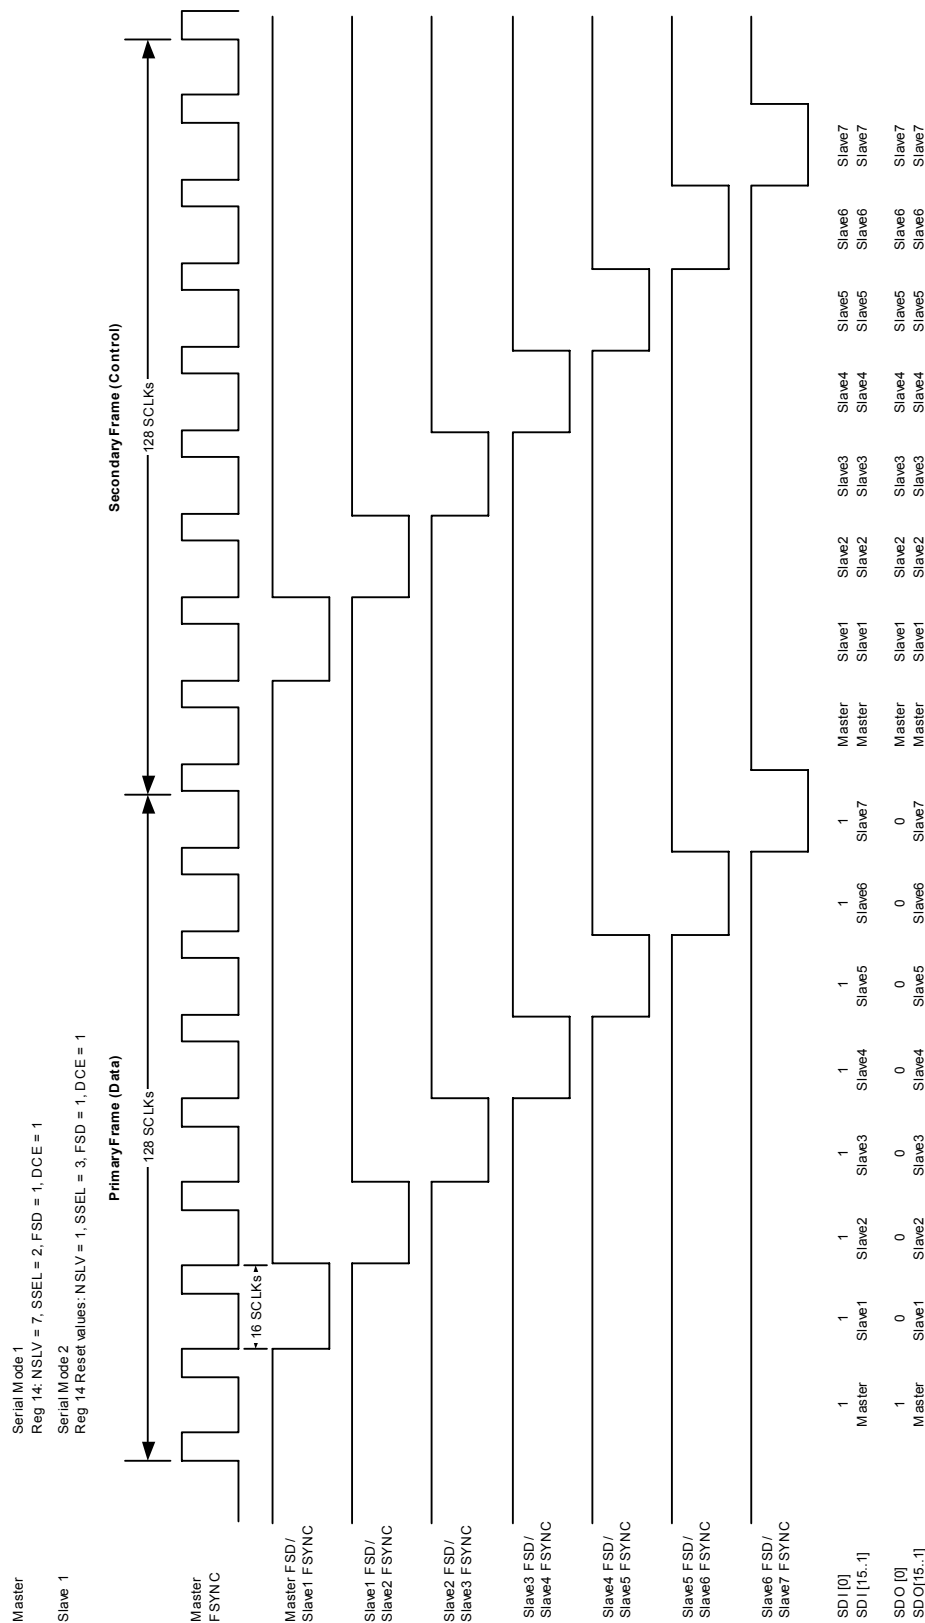 Master
Serial Mode 1
Reg 14: NSLV = 7, SSEL = 2, FSD = 1, DCE = 1
Slave 1
Serial Mode 2
Reg 14 Reset values: NSLV = 1, SSEL = 3, FSD = 1, DCE = 1
Primary Frame (Data)
Secondary Frame (Control)
128 SCLKs
128 SCLKs
Master
FSYNC
16 SCLKs
Master FSD/
Slave1 FSYNC
Slave1 FSD/
Slave2 FSYNC
Slave2 FSD/
Slave3 FSYNC
Slave3 FSD/
Slave4 FSYNC
Slave4 FSD/
Slave5 FSYNC
Slave5 FSD/
Slave6 FSYNC
Slave6 FSD/
Slave7 FSYNC
SDI [0] 1 1 1 1 1 1 1 1 Master Slave1 Slave2 Slave3 Slave4 Slave5 Slave6 Slave7
SDI [15..1] Master Slave1 Slave2 Slave3 Slave4 Slave5 Slave6 Slave7 Master Slave1 Slave2 Slave3 Slave4 Slave5 Slave6 Slave7
SDO [0] 1 0 0 0 0 0 0 0 Master Slave1 Slave2 Slave3 Slave4 Slave5 Slave6 Slave7
SDO[15..1] Master Slave1 Slave2 Slave3 Slave4 Slave5 Slave6 Slave7 Master Slave1 Slave2 Slave3 Slave4 Slave5 Slave6 Slave7